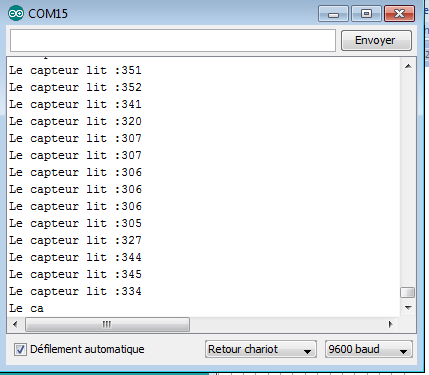 COM15
Envoyer
Le capteur lit :351
Le capteur lit :352
Le capteur lit :341
Le capteur lit :320
Le capteur lit :307
Le capteur lit :307
Le capteur lit :306
Le capteur lit :306
Le capteur lit :306
Le capteur lit :305
Le capteur lit :327
Le capteur lit :344
Le capteur lit :345
Le capteur lit :334
Le ca
Défilement automatique
Retour chariot
9600 baud